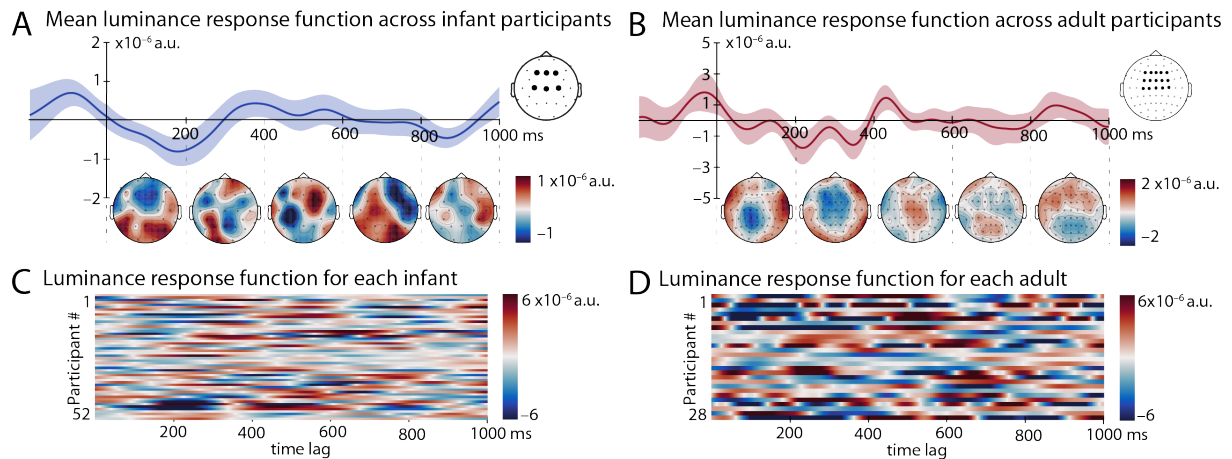 A Mean luminance response function across infant participants
2 x10⁻⁶ a.u.
1
−1
−2
200 400 600 800 1000 ms
1 x10⁻⁶ a.u.
−1
B Mean luminance response function across adult participants
5 x10⁻⁶ a.u.
3
1
−1
−3
−5
200 400 600 800 1000 ms
2 x10⁻⁶ a.u.
−2
C Luminance response function for each infant
Participant #
1
52
200 400 600 800 1000 ms
time lag
6 x10⁻⁶ a.u.
−6
D Luminance response function for each adult
Participant #
1
28
200 400 600 800 1000 ms
time lag
6x10⁻⁶ a.u.
−6